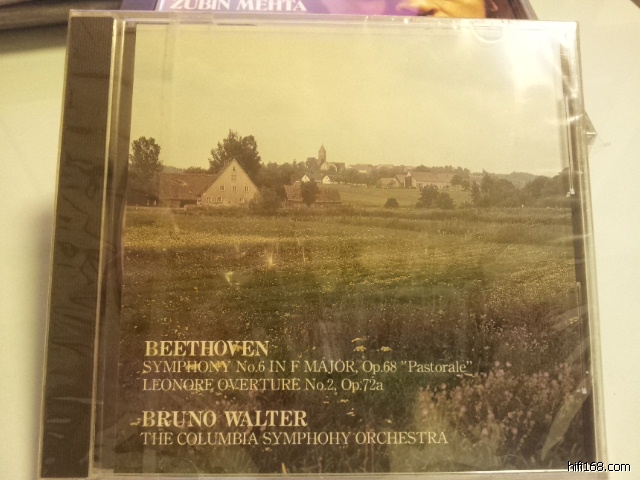 ZUBIN MEHTA
BEETHOVEN
SYMPHONY No.6 IN F MAJOR, Op.68 "Pastorale"
LEONORE OVERTURE No.2, Op.72a
BRUNO WALTER
THE COLUMBIA SYMPHOHY ORCHESTRA
hifi168.com